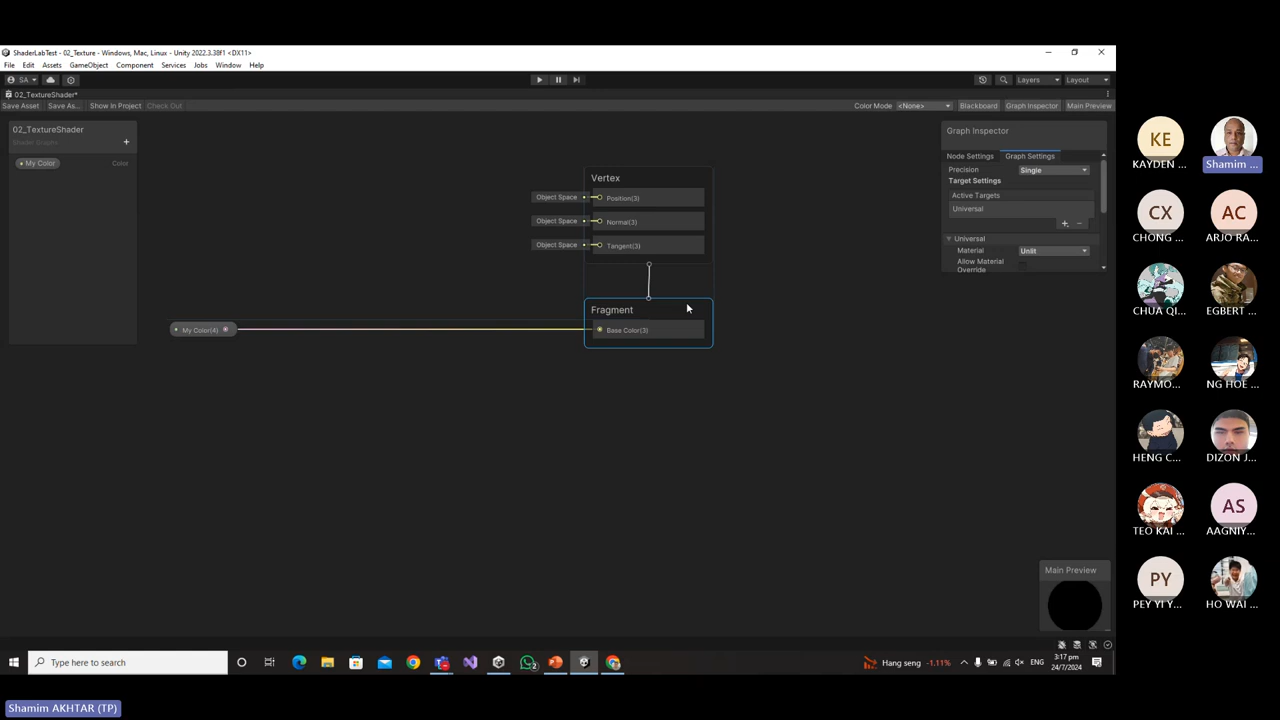 ShaderLabTest - 02_Texture - Windows, Mac, Linux - Unity 2022.3.38f1 <DX11>
File Edit Assets GameObject Component Services Jobs Window Help
SA
Layers Layout
02_TextureShader*
Save Asset Save As... Show In Project Check Out
Color Mode <None> Blackboard Graph Inspector Main Preview
02_TextureShader
Shader Graphs
+
My Color Color
Vertex
Object Space Position(3)
Object Space Normal(3)
Object Space Tangent(3)
Fragment
My Color(4) Base Color(3)
Graph Inspector
Node Settings Graph Settings
Precision Single
Target Settings
Active Targets
Universal
+ -
Universal
Material Unlit
Allow Material
Override
Main Preview
KE
KAYDEN ...
Shamim ...
CX
CHONG ...
AC
ARJO RA...
CHUA QI...
EGBERT ...
RAYMO...
NG HOE ...
HENG C...
DIZON J...
TEO KAI ...
AS
AAGNIY...
PY
PEY YI Y...
HO WAI ...
Type here to search
2
Hang seng -1.11%
ENG
3:17 pm
24/7/2024
Shamim AKHTAR (TP)